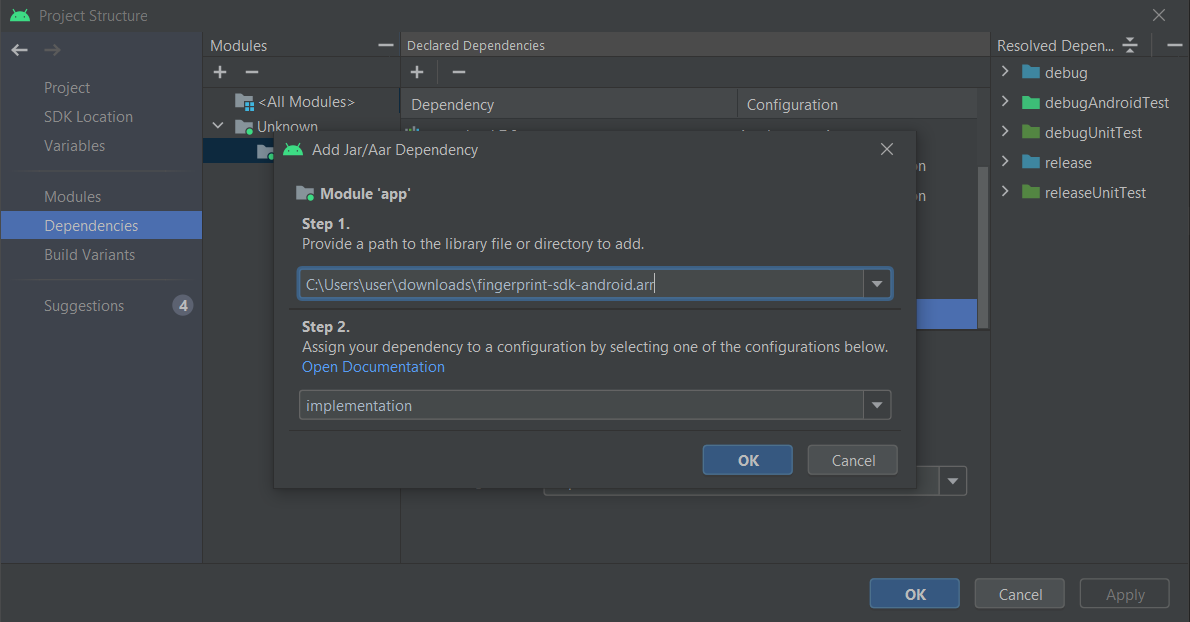 Project Structure
Project
SDK Location
Variables
Modules
Dependencies
Build Variants
Suggestions
4
Modules
<All Modules>
Unknown
Declared Dependencies
Dependency
Configuration
Add Jar/Aar Dependency
Module 'app'
Step 1.
Provide a path to the library file or directory to add.
C:\Users\user\downloads\fingerprint-sdk-android.arr
Step 2.
Assign your dependency to a configuration by selecting one of the configurations below.
Open Documentation
implementation
OK
Cancel
Resolved Depen...
debug
debugAndroidTest
debugUnitTest
release
releaseUnitTest
OK
Cancel
Apply